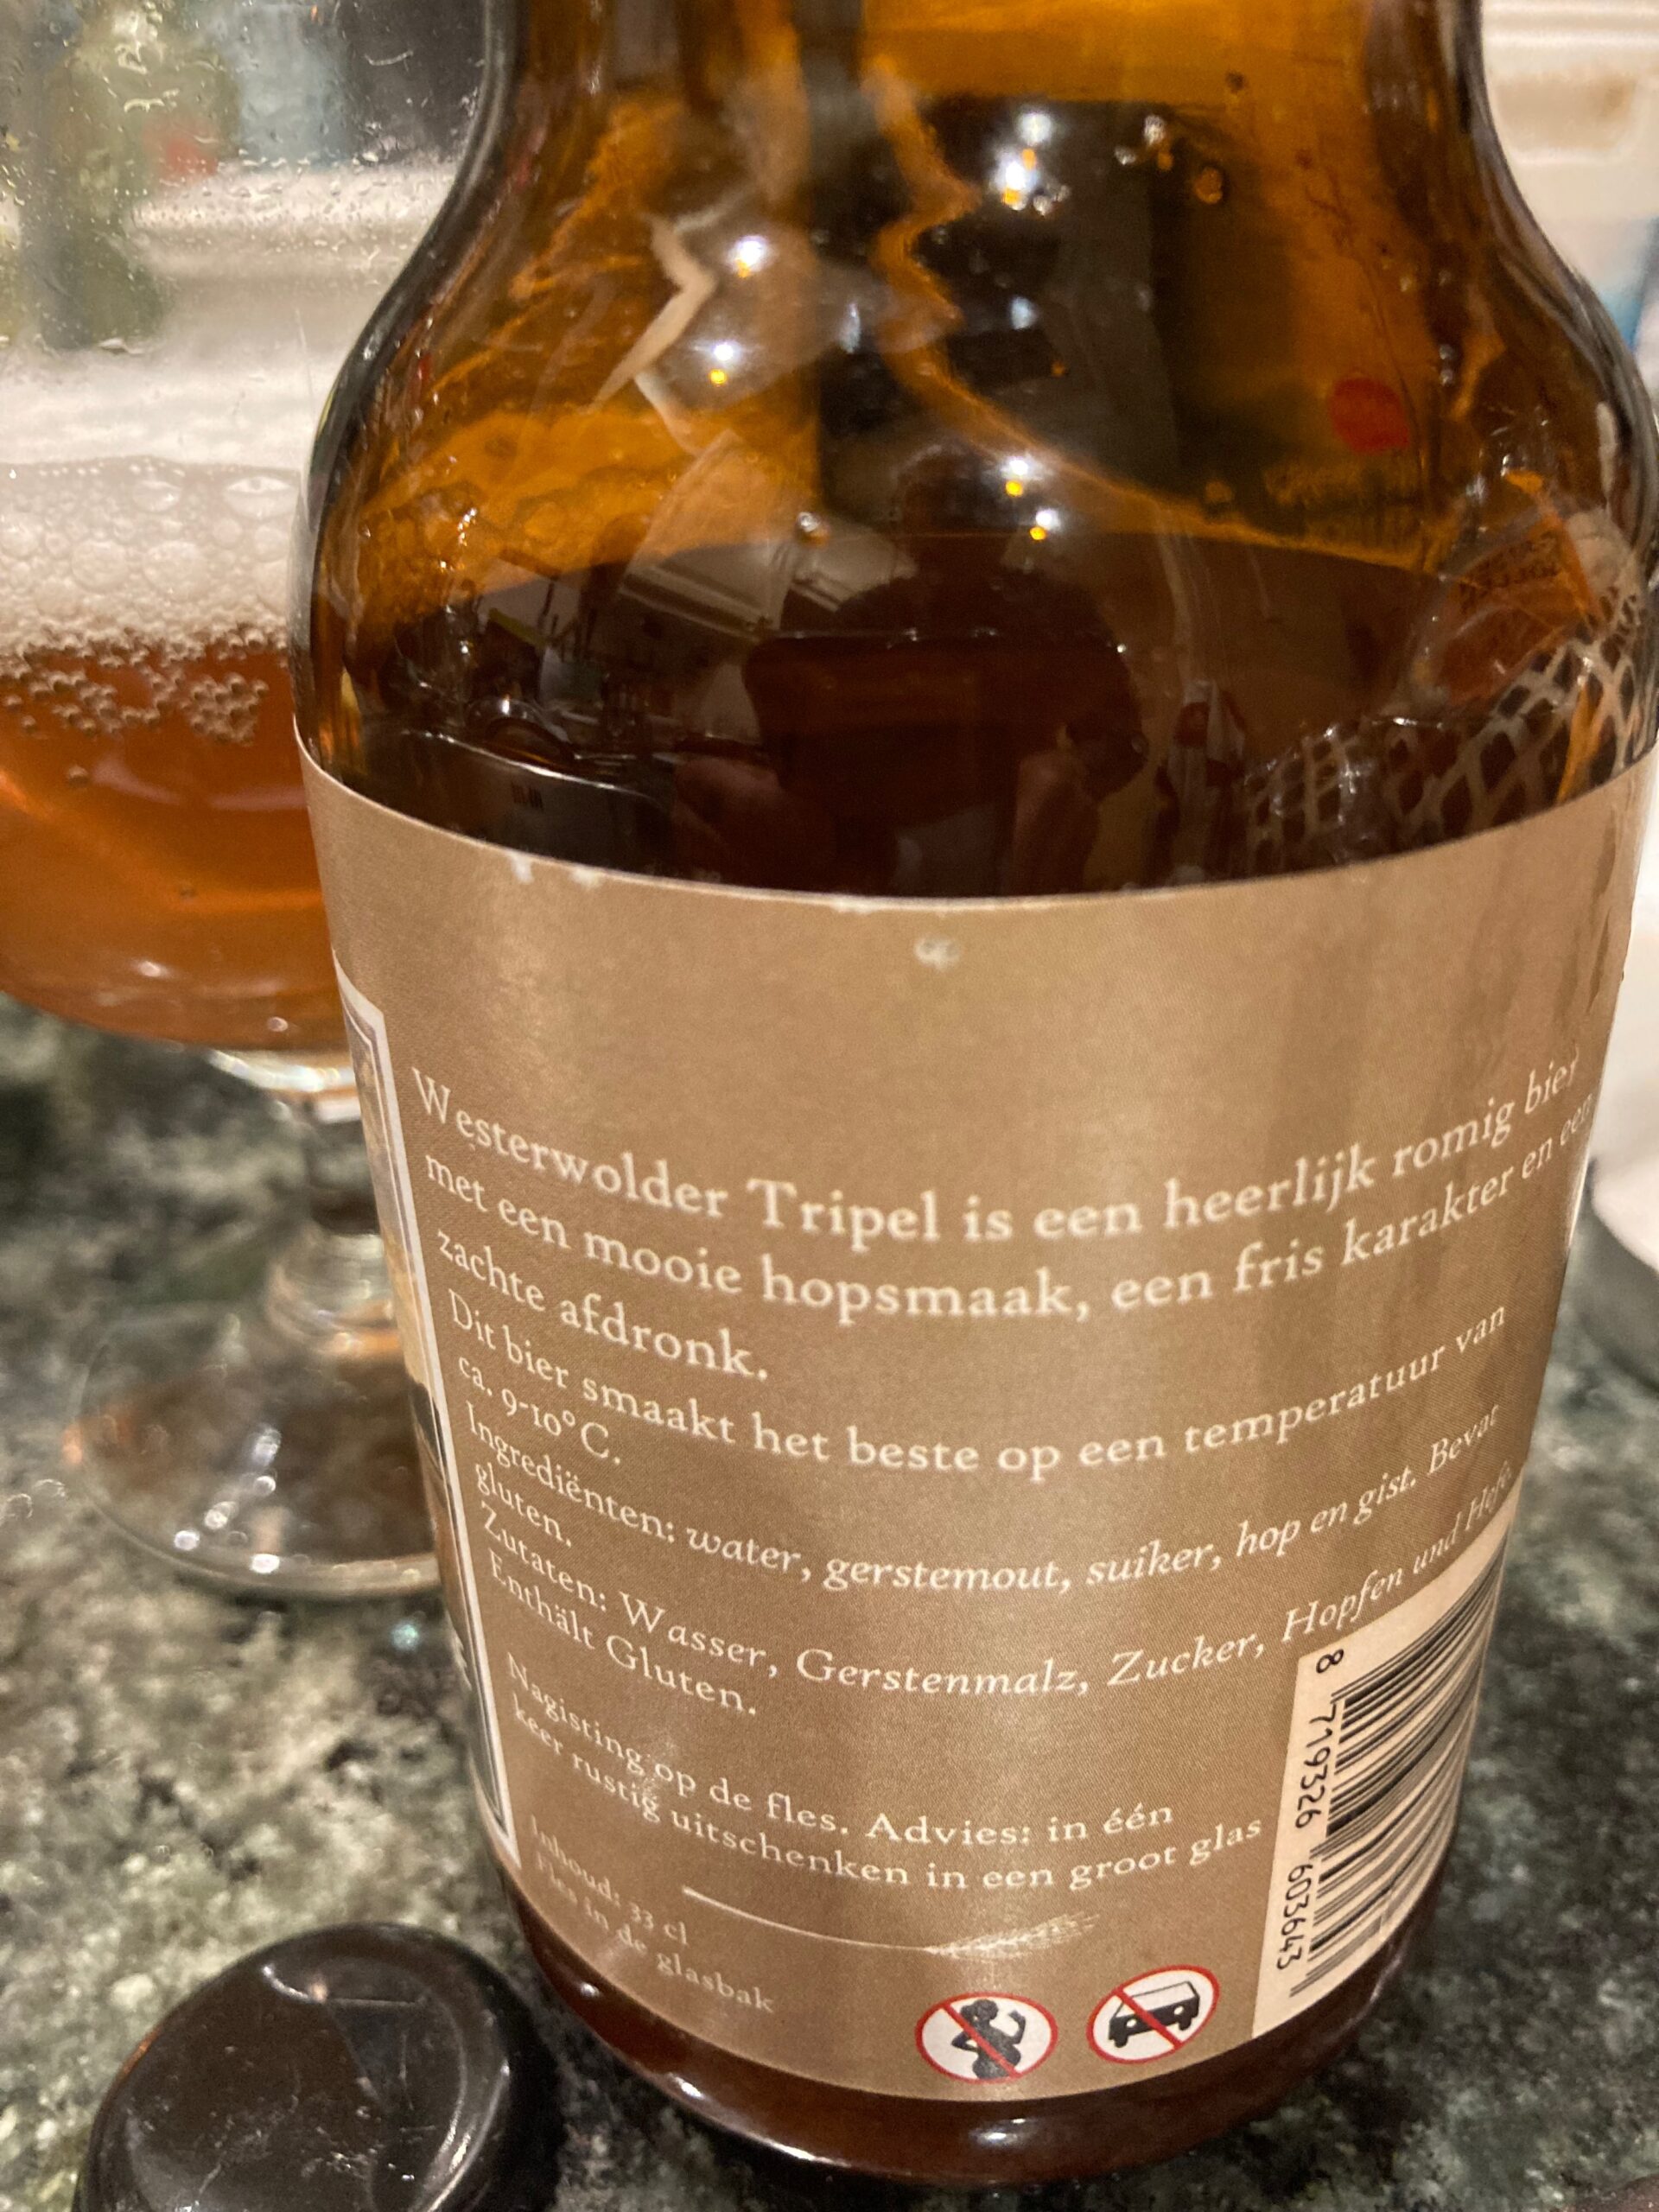 Westerwolder Tripel is een heerlijk romig bier
met een mooie hopsmaak, een fris karakter en een
zachte afdronk.
Dit bier smaakt het beste op een temperatuur van
ca. 9-10° C.
Ingrediënten: water, gerstemout, suiker, hop en gist. Bevat
gluten.
Zutaten: Wasser, Gerstenmalz, Zucker, Hopfen und Hefe.
Enthält Gluten.
Nagisting op de fles. Advies: in één
keer rustig uitschenken in een groot glas
Inhoud: 33 cl
Fles in de glasbak
8 719326 603643